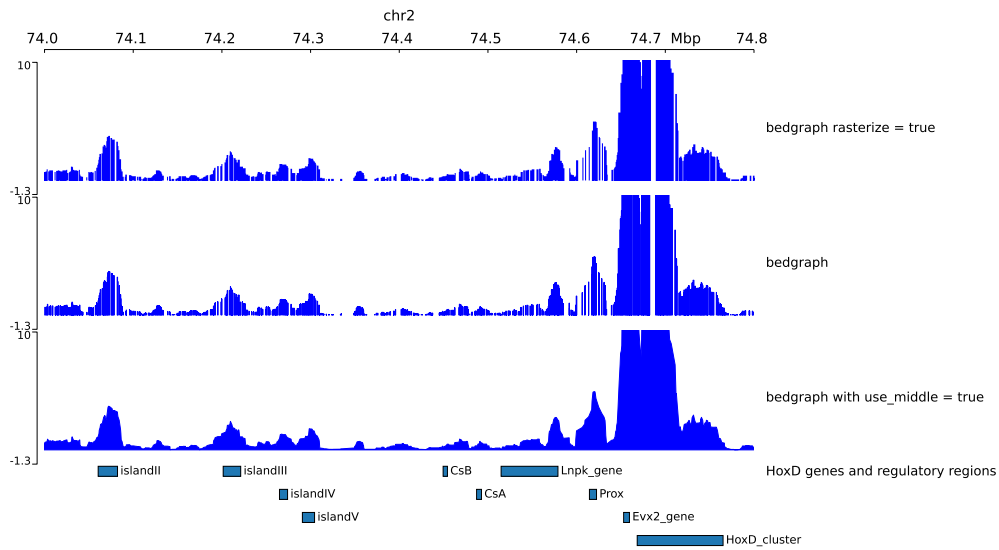 chr2
74.0 74.1 74.2 74.3 74.4 74.5 74.6 74.7 Mbp 74.8
10
bedgraph rasterize = true
-1.3
10
bedgraph
-1.3
10
bedgraph with use_middle = true
-1.3
islandII islandIII CsB Lnpk_gene HoxD genes and regulatory regions
islandIV CsA Prox
islandV Evx2_gene
HoxD_cluster